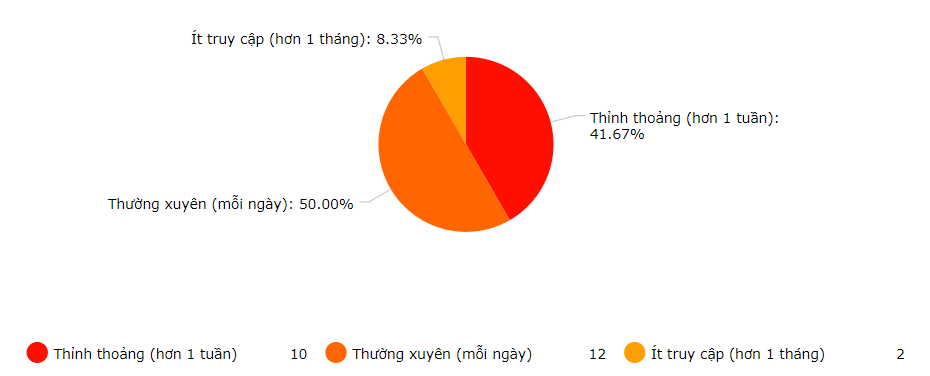 Ít truy cập (hơn 1 tháng): 8.33%
Thỉnh thoảng (hơn 1 tuần):
41.67%
Thường xuyên (mỗi ngày): 50.00%
Thỉnh thoảng (hơn 1 tuần) 10 Thường xuyên (mỗi ngày) 12 Ít truy cập (hơn 1 tháng) 2